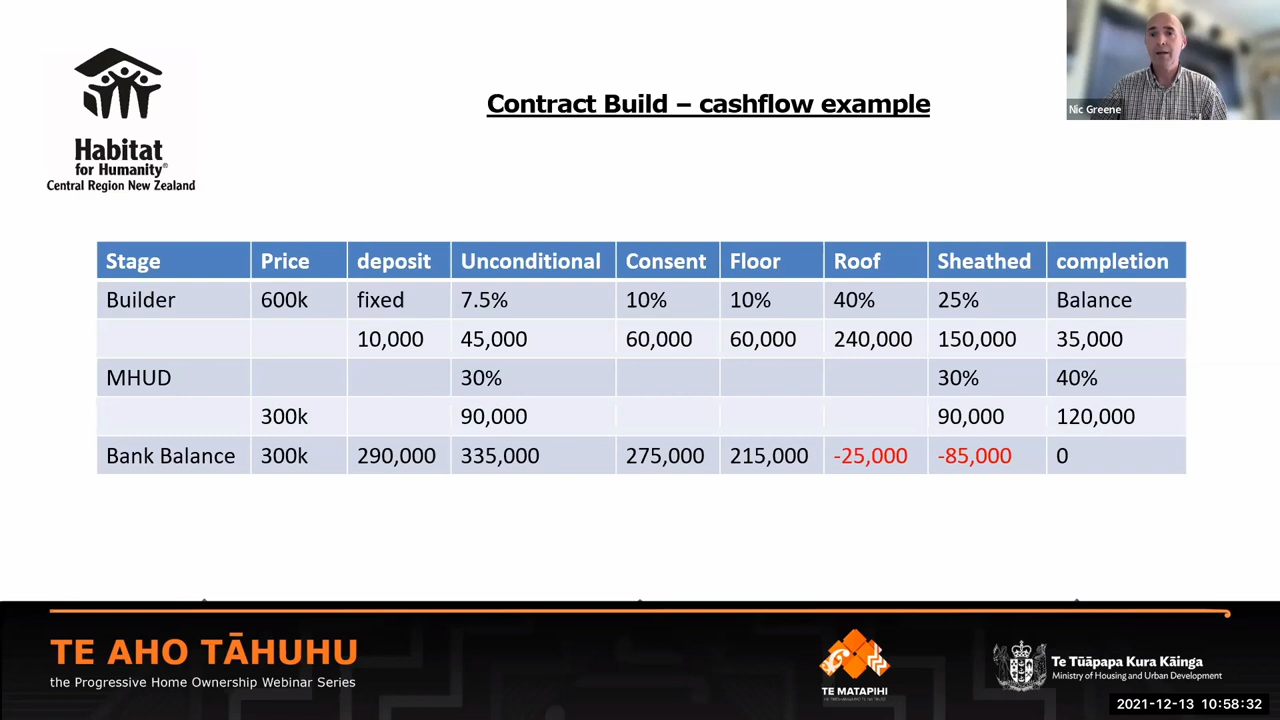 Nic Greene
Habitat
for Humanity®
Central Region New Zealand
Contract Build – cashflow example
Stage Price deposit Unconditional Consent Floor Roof Sheathed completion
Builder 600k fixed 7.5% 10% 10% 40% 25% Balance
10,000 45,000 60,000 60,000 240,000 150,000 35,000
MHUD 30% 30% 40%
300k 90,000 90,000 120,000
Bank Balance 300k 290,000 335,000 275,000 215,000 -25,000 -85,000 0
TE AHO TĀHUHU
the Progressive Home Ownership Webinar Series
TE MATAPIHI
Te Tūāpapa Kura Kāinga
Ministry of Housing and Urban Development
2021-12-13 10:58:32